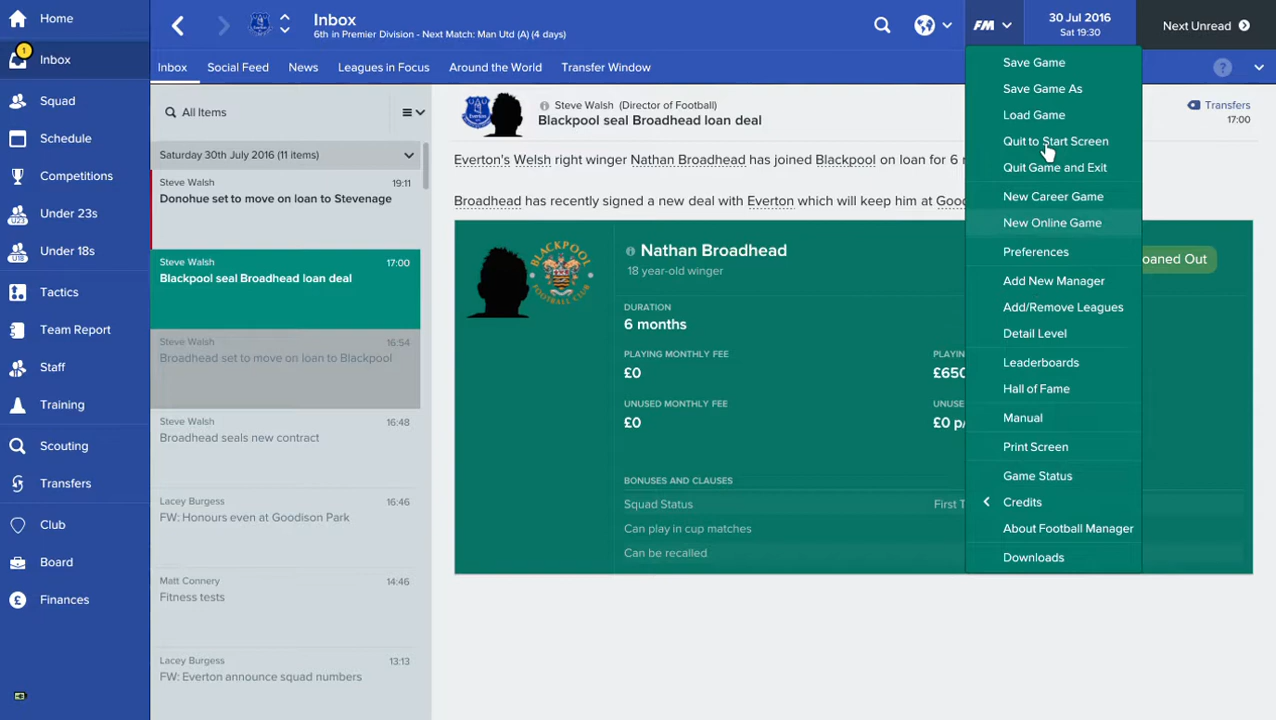 Home
1
Inbox
Squad
Schedule
Competitions
U23
Under 23s
U18
Under 18s
Tactics
Team Report
Staff
Training
Scouting
Transfers
Club
Board
£ Finances
Inbox
6th in Premier Division - Next Match: Man Utd (A) (4 days)
FM
30 Jul 2016
Sat 19:30
Next Unread
Inbox Social Feed News Leagues in Focus Around the World Transfer Window
?
All Items
Saturday 30th July 2016 (11 items)
Steve Walsh 19:11
Donohue set to move on loan to Stevenage
Steve Walsh 17:00
Blackpool seal Broadhead loan deal
Steve Walsh 16:54
Broadhead set to move on loan to Blackpool
Steve Walsh 16:48
Broadhead seals new contract
Lacey Burgess 16:46
FW: Honours even at Goodison Park
Matt Connery 14:46
Fitness tests
Lacey Burgess 13:13
FW: Everton announce squad numbers
Steve Walsh (Director of Football)
Blackpool seal Broadhead loan deal
Transfers
17:00
Everton's Welsh right winger Nathan Broadhead has joined Blackpool on loan for 6
Broadhead has recently signed a new deal with Everton which will keep him at
Nathan Broadhead
18 year-old winger
oaned Out
DURATION
6 months
PLAYING MONTHLY FEE
£0
UNUSED MONTHLY FEE
£0
PLAYIN
£650
UNUSE
£0 p/
BONUSES AND CLAUSES
Squad Status First T
Can play in cup matches
Can be recalled
Save Game
Save Game As
Load Game
Quit to Start Screen
Quit Game and Exit
New Career Game
New Online Game
Preferences
Add New Manager
Add/Remove Leagues
Detail Level
Leaderboards
Hall of Fame
Manual
Print Screen
Game Status
Credits
About Football Manager
Downloads